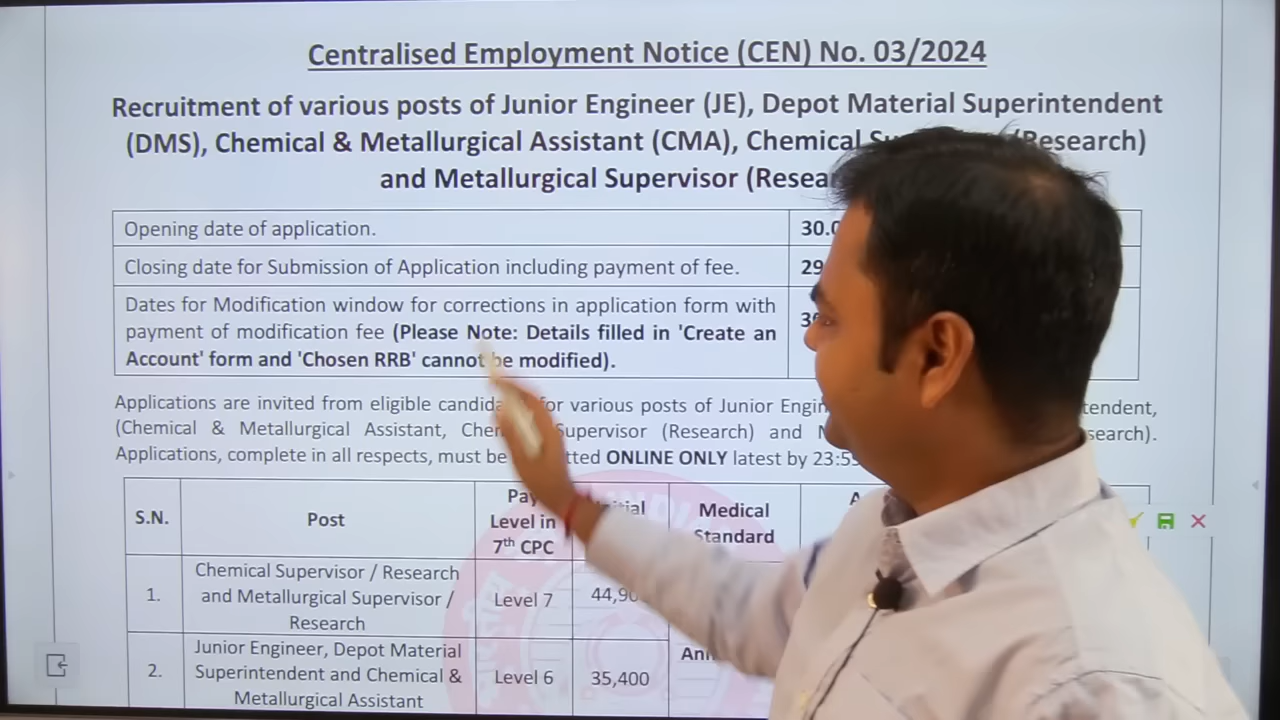 Centralised Employment Notice (CEN) No. 03/2024
Recruitment of various posts of Junior Engineer (JE), Depot Material Superintendent
(DMS), Chemical & Metallurgical Assistant (CMA), Chemical (Research)
and Metallurgical Supervisor
Opening date of application.
Closing date for Submission of Application including payment of fee. 29
Dates for Modification window for corrections in application form with
payment of modification fee (Please Note: Details filled in 'Create an
Account' form and 'Chosen RRB' cannot be modified).
Applications are invited from eligible for various posts of Junior
(Chemical & Metallurgical Assistant, Supervisor (Research) and
Applications, complete in all respects, must be ONLINE ONLY latest by
S.N. Post Pay Level in 7th CPC Medical Standard
1. Chemical Supervisor / Research
and Metallurgical Supervisor /
Research
Level 7
2. Junior Engineer, Depot Material
Superintendent and Chemical &
Metallurgical Assistant
Level 6 35,400